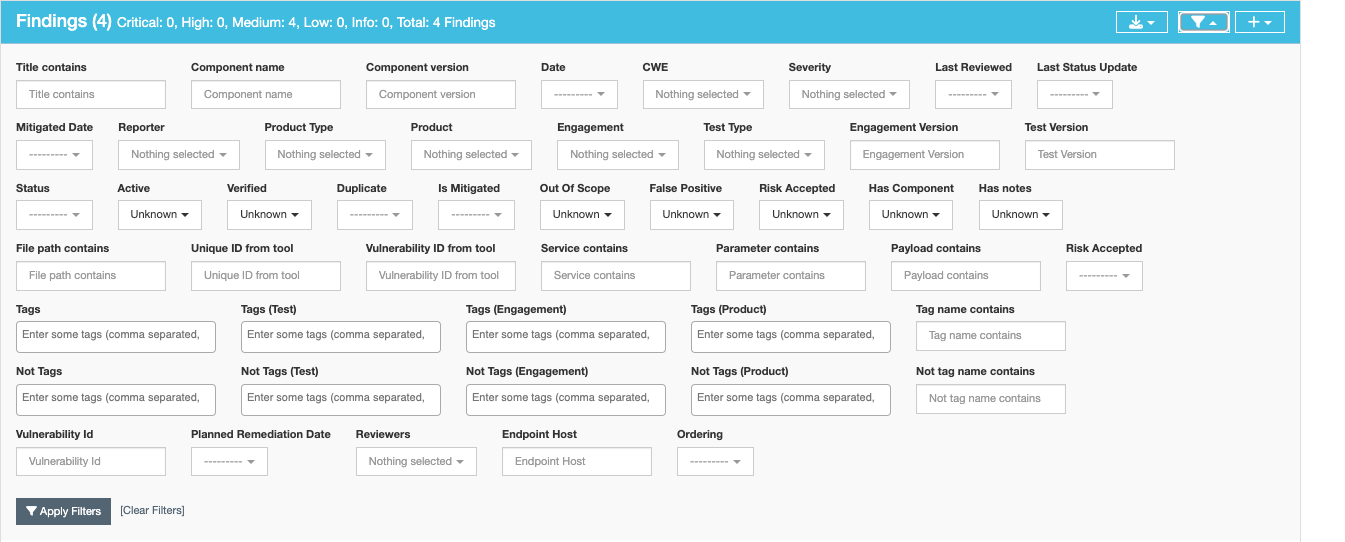 Findings (4) Critical: 0, High: 0, Medium: 4, Low: 0, Info: 0, Total: 4 Findings
Title contains Component name Component version Date CWE Severity Last Reviewed Last Status Update
Title contains Component name Component version --------- Nothing selected Nothing selected --------- ---------
Mitigated Date Reporter Product Type Product Engagement Test Type Engagement Version Test Version
--------- Nothing selected Nothing selected Nothing selected Nothing selected Nothing selected Engagement Version Test Version
Status Active Verified Duplicate Is Mitigated Out Of Scope False Positive Risk Accepted Has Component Has notes
--------- Unknown Unknown --------- --------- Unknown Unknown Unknown Unknown Unknown
File path contains Unique ID from tool Vulnerability ID from tool Service contains Parameter contains Payload contains Risk Accepted
File path contains Unique ID from tool Vulnerability ID from tool Service contains Parameter contains Payload contains ---------
Tags Tags (Test) Tags (Engagement) Tags (Product) Tag name contains
Enter some tags (comma separated, Enter some tags (comma separated, Enter some tags (comma separated, Enter some tags (comma separated, Tag name contains
Not Tags Not Tags (Test) Not Tags (Engagement) Not Tags (Product) Not tag name contains
Enter some tags (comma separated, Enter some tags (comma separated, Enter some tags (comma separated, Enter some tags (comma separated, Not tag name contains
Vulnerability Id Planned Remediation Date Reviewers Endpoint Host Ordering
Vulnerability Id --------- Nothing selected Endpoint Host ---------
Apply Filters [Clear Filters]